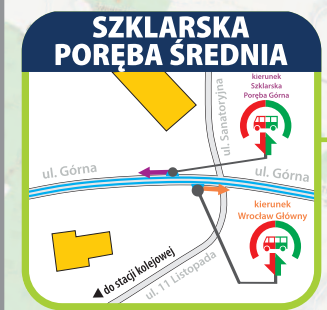 SZKLARSKA
PORĘBA ŚREDNIA
kierunek
Szklarska
Poręba Górna
ul. Sanatoryjna
ul. Górna
ul. Górna
kierunek
Wrocław Główny
▲ do stacji kolejowej
ul. 11 Listopada